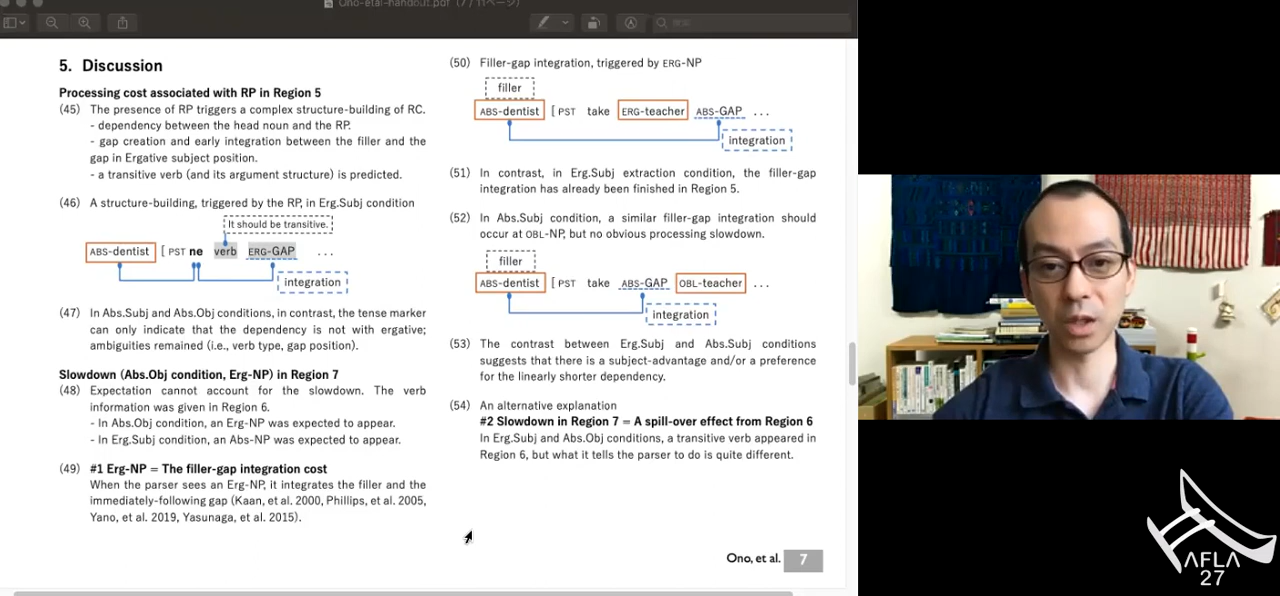 Ono-etal-handout.pdf (7 / 11ページ)
5. Discussion
Processing cost associated with RP in Region 5
(45) The presence of RP triggers a complex structure-building of RC.
- dependency between the head noun and the RP.
- gap creation and early integration between the filler and the
gap in Ergative subject position.
- a transitive verb (and its argument structure) is predicted.
(46) A structure-building, triggered by the RP, in Erg.Subj condition
It should be transitive.
ABS-dentist [ PST ne verb ERG-GAP ...
integration
(47) In Abs.Subj and Abs.Obj conditions, in contrast, the tense marker
can only indicate that the dependency is not with ergative;
ambiguities remained (i.e., verb type, gap position).
Slowdown (Abs.Obj condition, Erg-NP) in Region 7
(48) Expectation cannot account for the slowdown. The verb
information was given in Region 6.
- In Abs.Obj condition, an Erg-NP was expected to appear.
- In Erg.Subj condition, an Abs-NP was expected to appear.
(49) #1 Erg-NP = The filler-gap integration cost
When the parser sees an Erg-NP, it integrates the filler and the
immediately-following gap (Kaan, et al. 2000, Phillips, et al. 2005,
Yano, et al. 2019, Yasunaga, et al. 2015).
(50) Filler-gap integration, triggered by ERG-NP
filler
ABS-dentist [ PST take ERG-teacher ABS-GAP ...
integration
(51) In contrast, in Erg.Subj extraction condition, the filler-gap
integration has already been finished in Region 5.
(52) In Abs.Subj condition, a similar filler-gap integration should
occur at OBL-NP, but no obvious processing slowdown.
filler
ABS-dentist [ PST take ABS-GAP OBL-teacher ...
integration
(53) The contrast between Erg.Subj and Abs.Subj conditions
suggests that there is a subject-advantage and/or a preference
for the linearly shorter dependency.
(54) An alternative explanation
#2 Slowdown in Region 7 = A spill-over effect from Region 6
In Erg.Subj and Abs.Obj conditions, a transitive verb appeared in
Region 6, but what it tells the parser to do is quite different.
Ono, et al. 7
AFLA
27